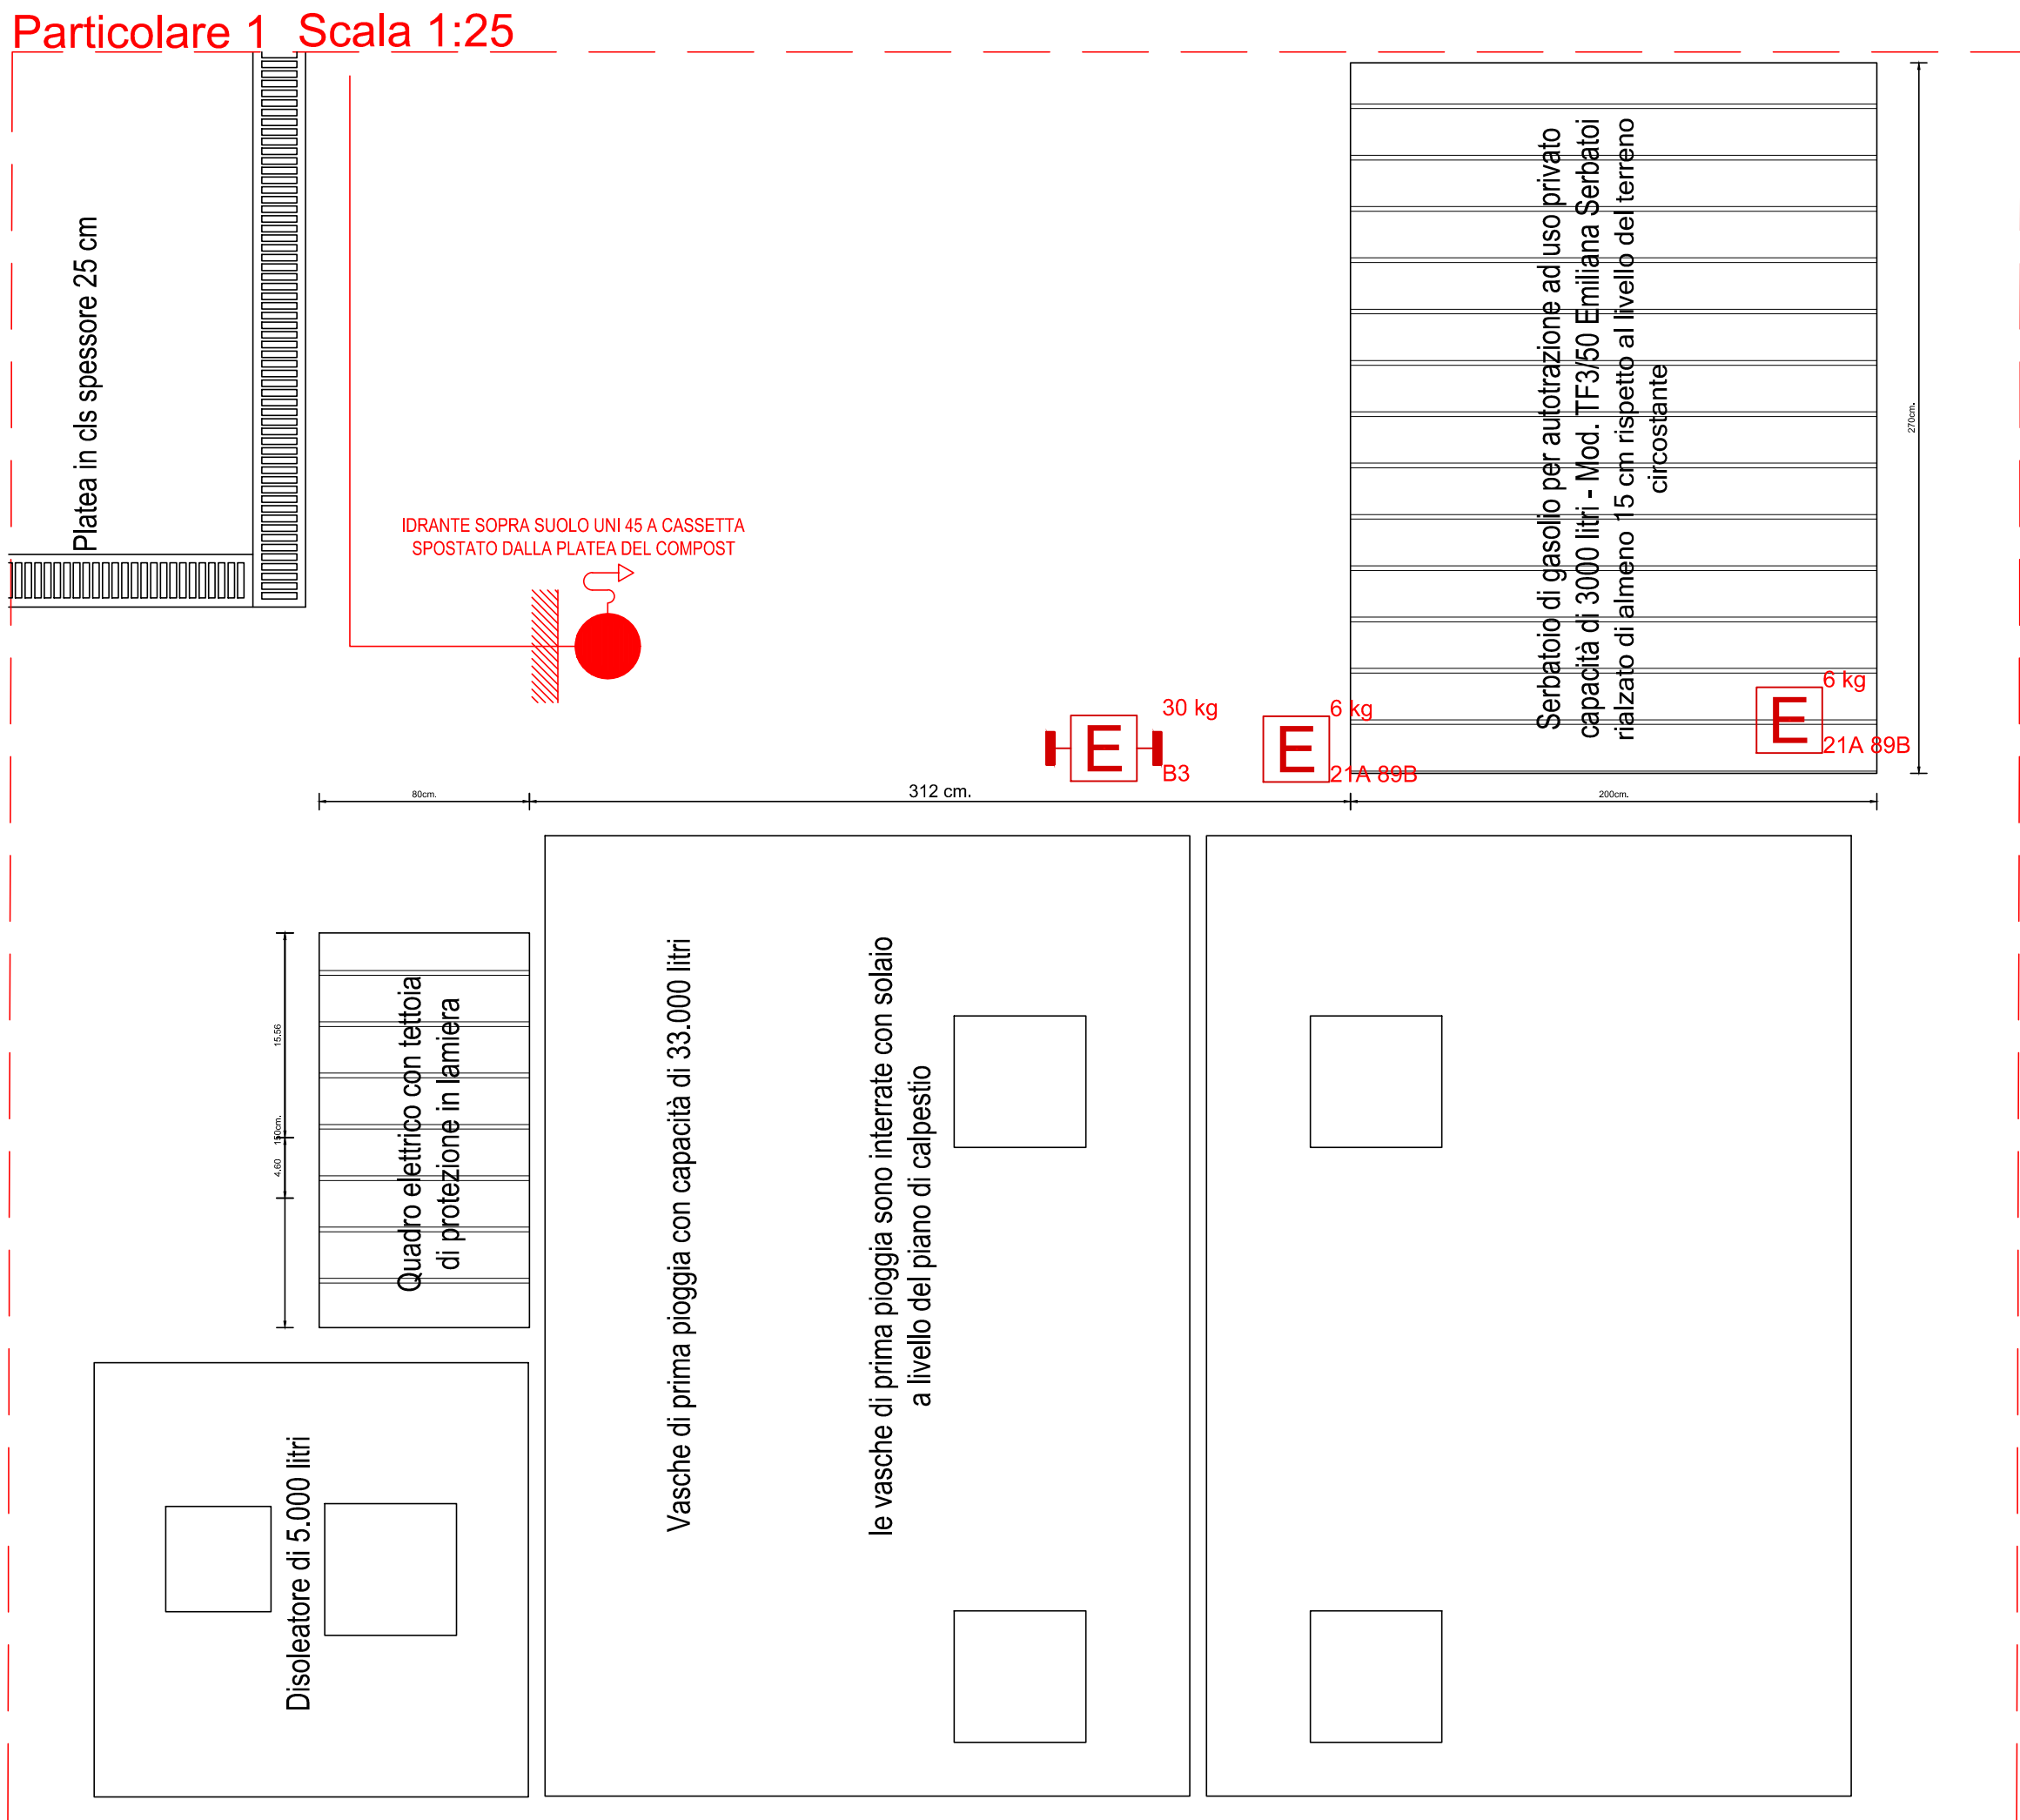 Particolare 1 Scala 1:25
Platea in cls spessore 25 cm
IDRANTE SOPRA SUOLO UNI 45 A CASSETTA
SPOSTATO DALLA PLATEA DEL COMPOST
Serbatoio di gasolio per autotrazione ad uso privato
capacità di 3000 litri - Mod. TF3/50 Emiliana Serbatoi
rialzato di almeno 15 cm rispetto al livello del terreno
circostante
270cm.
E
30 kg
B3
E
6 kg
21A 89B
E
6 kg
21A 89B
80cm.
312 cm.
200cm.
15.56
150cm.
4.60
Quadro elettrico con tettoia
di protezione in lamiera
Vasche di prima pioggia con capacità di 33.000 litri
le vasche di prima pioggia sono interrate con solaio
a livello del piano di calpestio
Disoleatore di 5.000 litri